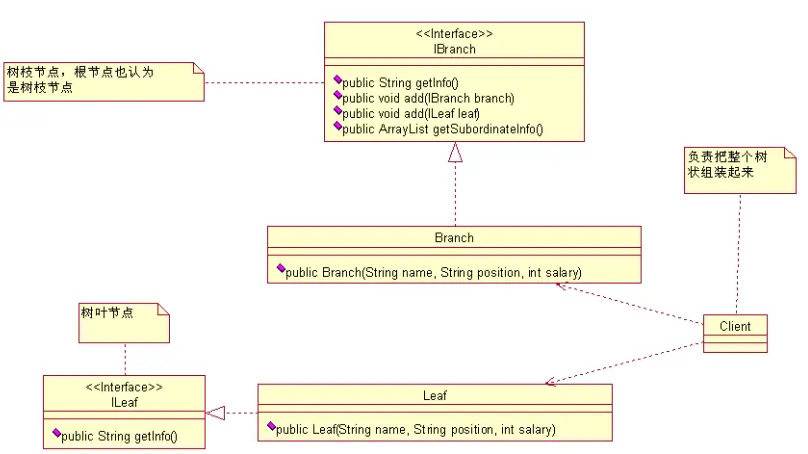 <<Interface>>
IBranch
public String getInfo()
public void add(IBranch branch)
public void add(ILeaf leaf)
public ArrayList getSubordinateInfo()
树枝节点，根节点也认为
是树枝节点
负责把整个树
状组装起来
Branch
public Branch(String name, String position, int salary)
Client
树叶节点
<<Interface>>
ILeaf
public String getInfo()
Leaf
public Leaf(String name, String position, int salary)